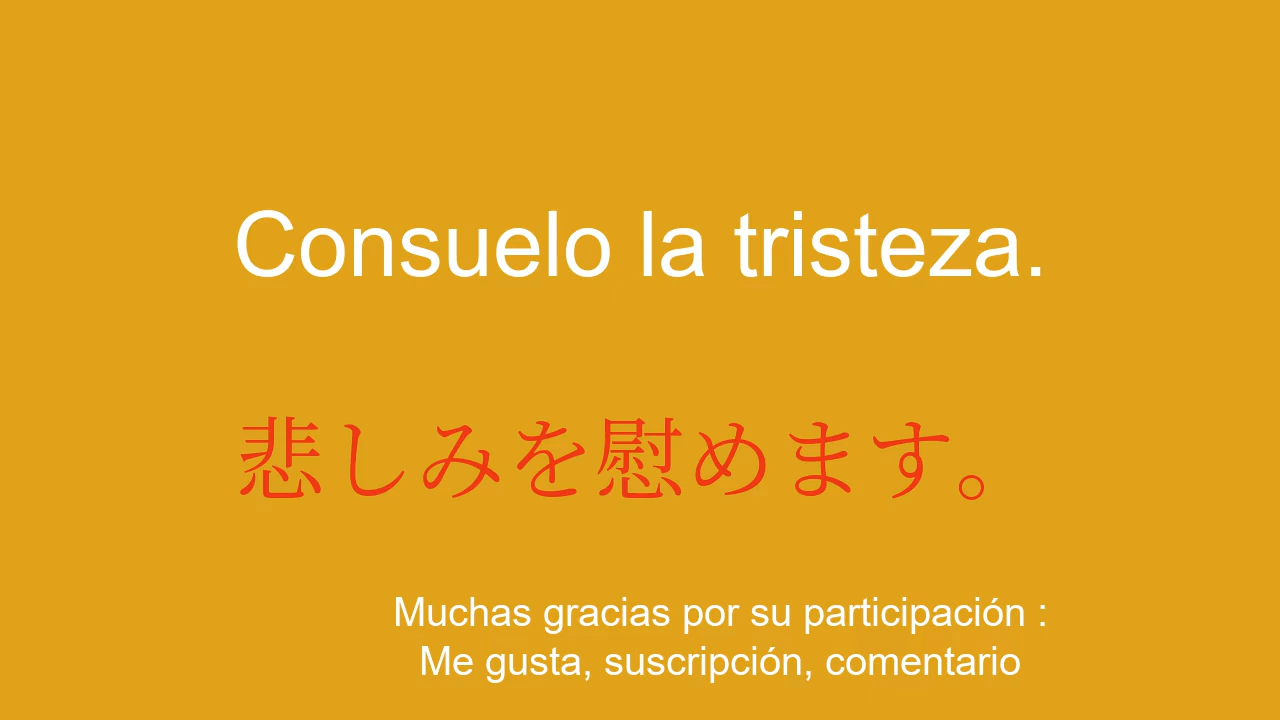 Consuelo la tristeza.
悲しみを慰めます。
Muchas gracias por su participación :
Me gusta, suscripción, comentario